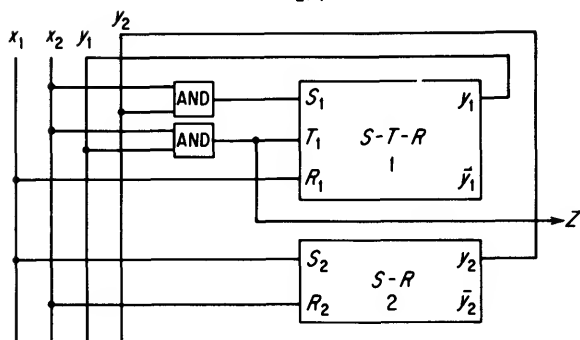 x₁ x₂ y₁ y₂
AND S₁ y₁
AND T₁ S-T-R
1
R₁ ȳ₁
Z
S₂ y₂
S-R
R₂ 2 ȳ₂